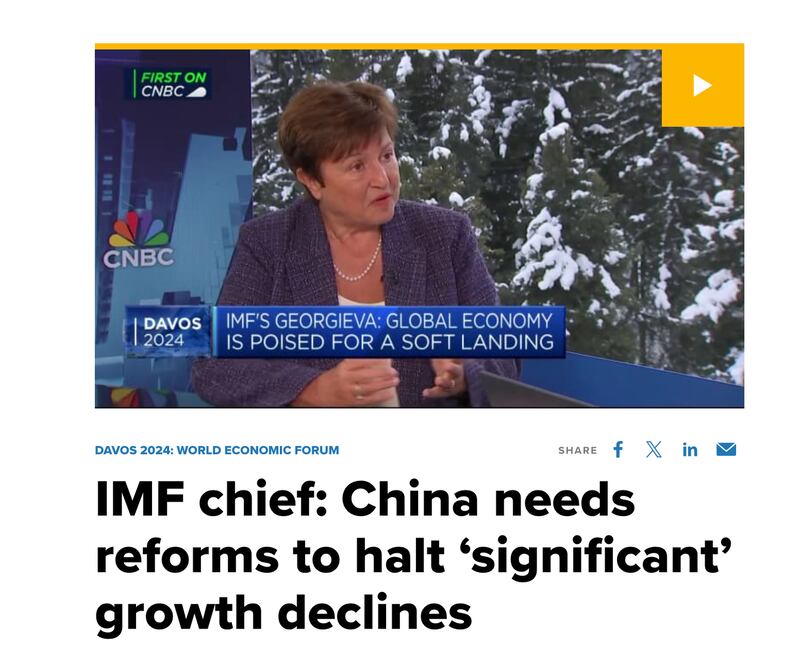 FIRST ON
CNBC
CNBC
DAVOS
2024
IMF'S GEORGIEVA: GLOBAL ECONOMY
IS POISED FOR A SOFT LANDING
DAVOS 2024: WORLD ECONOMIC FORUM
SHARE
IMF chief: China needs
reforms to halt ‘significant’
growth declines